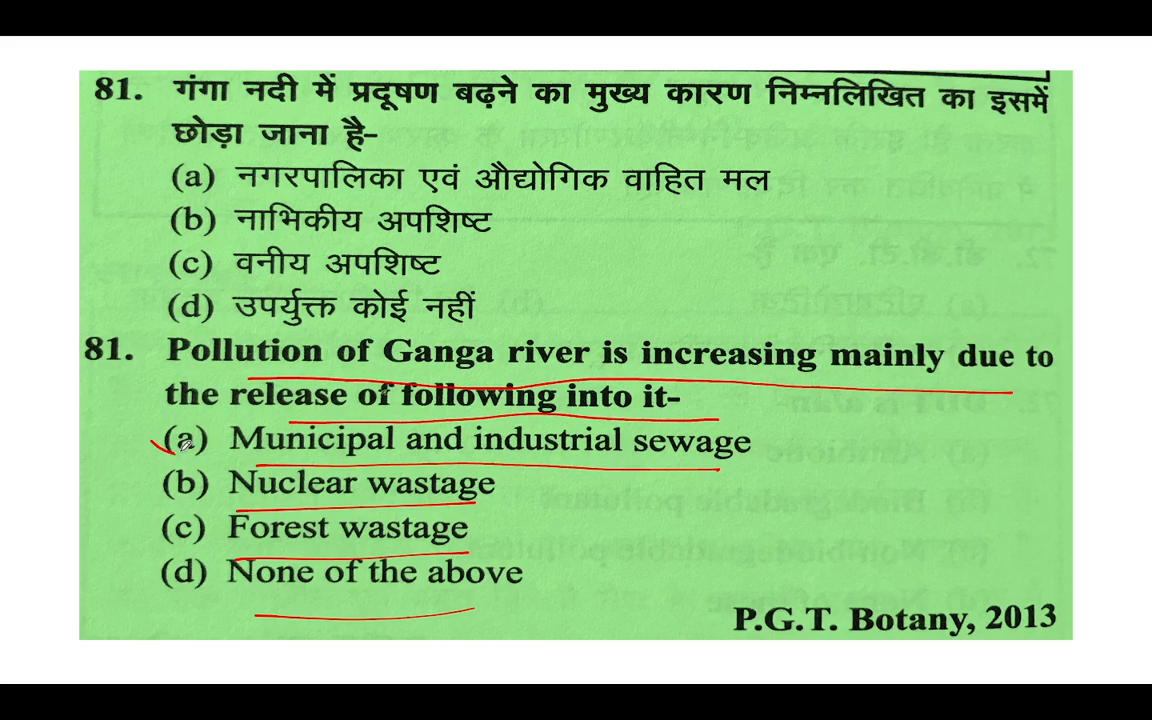 81. गंगा नदी में प्रदूषण बढ़ने का मुख्य कारण निम्नलिखित का इसमें
छोड़ा जाना है-
(a) नगरपालिका एवं औद्योगिक वाहित मल
(b) नाभिकीय अपशिष्ट
(c) वनीय अपशिष्ट
(d) उपर्युक्त कोई नहीं
81. Pollution of Ganga river is increasing mainly due to
the release of following into it-
(a) Municipal and industrial sewage
(b) Nuclear wastage
(c) Forest wastage
(d) None of the above
P.G.T. Botany, 2013